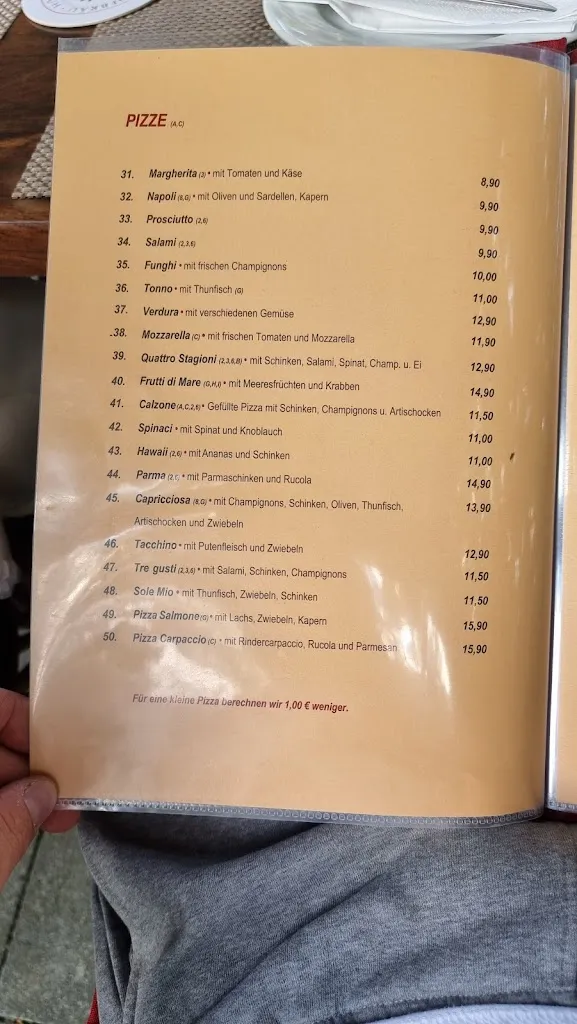 PIZZE (A,C)
31. Margherita (3) • mit Tomaten und Käse 8,90
32. Napoli (8,G) • mit Oliven und Sardellen, Kapern 9,90
33. Prosciutto (2,6) 9,90
34. Salami (2,3,6) 9,90
35. Funghi • mit frischen Champignons 10,00
36. Tonno • mit Thunfisch (G) 11,00
37. Verdura • mit verschiedenen Gemüse 12,90
38. Mozzarella (C) • mit frischen Tomaten und Mozzarella 11,90
39. Quattro Stagioni (2,3,6,8) • mit Schinken, Salami, Spinat, Champ. u. Ei 12,90
40. Frutti di Mare (G,H,I) • mit Meeresfrüchten und Krabben 14,90
41. Calzone (A,C,2,6) • Gefüllte Pizza mit Schinken, Champignons u. Artischocken 11,50
42. Spinaci • mit Spinat und Knoblauch 11,00
43. Hawaii (2,6) • mit Ananas und Schinken 11,00
44. Parma • mit Parmaschinken und Rucola 14,90
45. Capricciosa (8,G) • mit Champignons, Schinken, Oliven, Thunfisch, 13,90
Artischocken und Zwiebeln
46. Tacchino • mit Putenfleisch und Zwiebeln 12,90
47. Tre gusti (2,3,6) • mit Salami, Schinken, Champignons 11,50
48. Sole Mio • mit Thunfisch, Zwiebeln, Schinken 11,50
49. Pizza Salmone (G) • mit Lachs, Zwiebeln, Kapern 15,90
50. Pizza Carpaccio (C) • mit Rindercarpaccio, Rucola und Parmesan 15,90
Für eine kleine Pizza berechnen wir 1,00 € weniger.